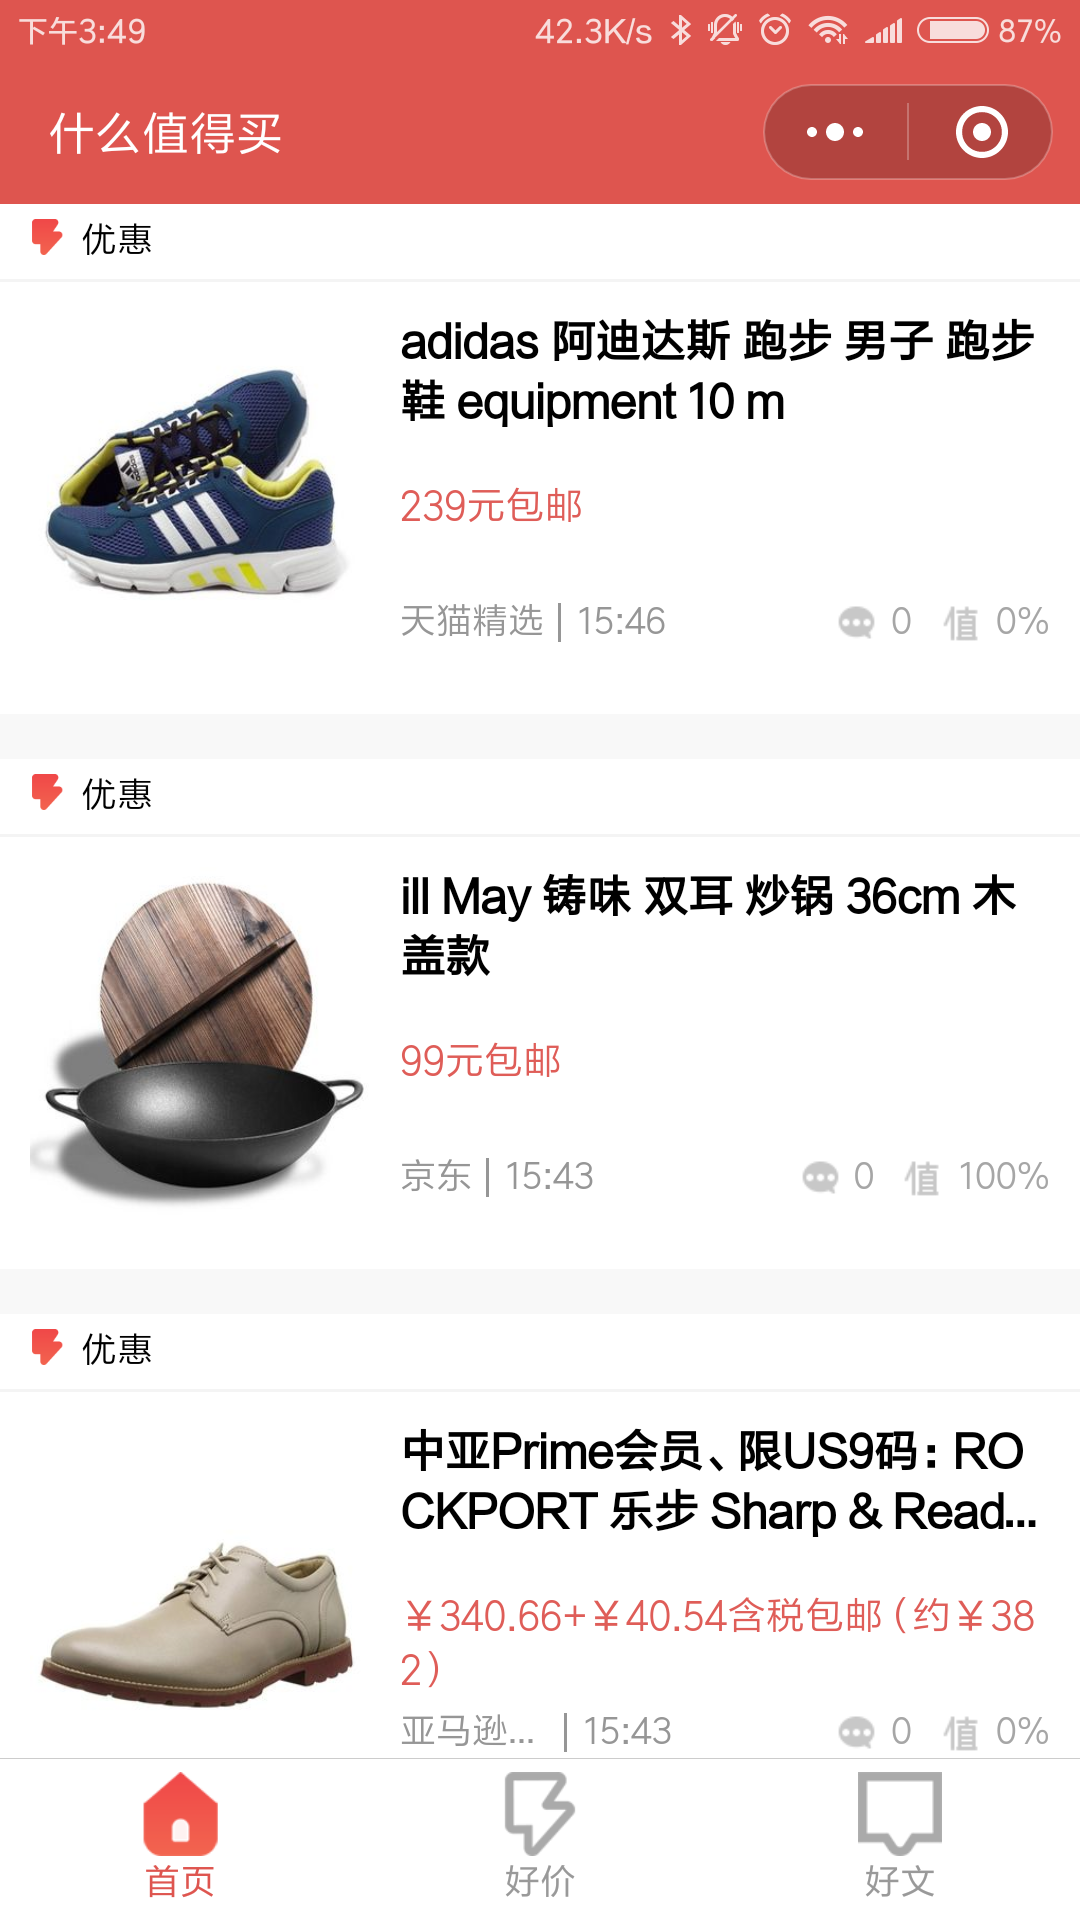 下午3:49 42.3K/s 87%
什么值得买
优惠
adidas 阿迪达斯 跑步 男子 跑步
鞋 equipment 10 m
239元包邮
天猫精选 | 15:46 0 值 0%
优惠
ill May 铸味 双耳 炒锅 36cm 木
盖款
99元包邮
京东 | 15:43 0 值 100%
优惠
中亚Prime会员、限US9码：RO
CKPORT 乐步 Sharp & Read...
￥340.66+￥40.54含税包邮（约￥38
2）
亚马逊... | 15:43 0 值 0%
首页 好价 好文